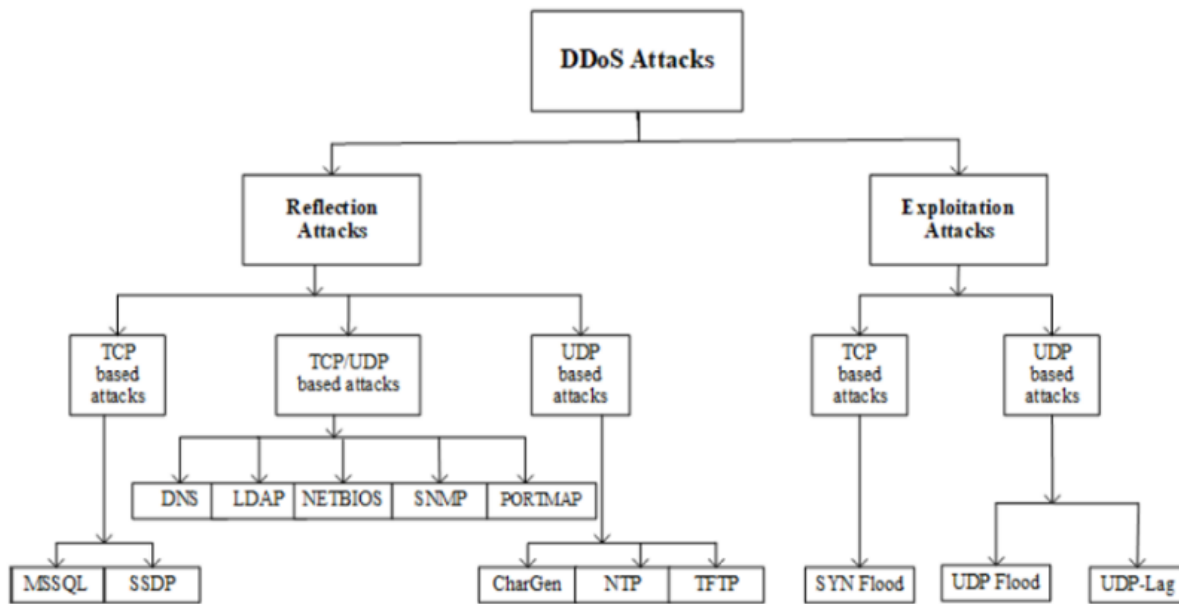 DDoS Attacks
Reflection
Attacks
Exploitation
Attacks
TCP
based
attacks
TCP/UDP
based attacks
UDP
based
attacks
TCP
based
attacks
UDP
based
attacks
DNS
LDAP
NETBIOS
SNMP
PORTMAP
MSSQL
SSDP
CharGen
NTP
TFTP
SYN Flood
UDP Flood
UDP-Lag